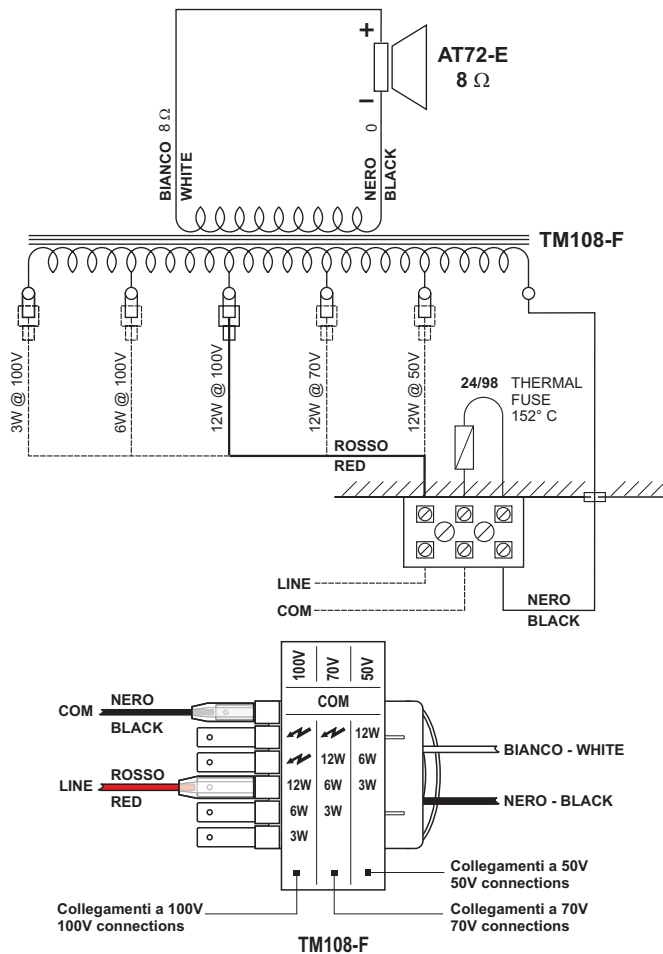 AT72-E
8 Ω
BIANCO 8 Ω
WHITE
NERO 0
BLACK
+
–
TM108-F
3W @ 100V
6W @ 100V
12W @ 100V
12W @ 70V
12W @ 50V
24/98 THERMAL
FUSE
152° C
ROSSO
RED
LINE
COM
NERO
BLACK
100V 70V 50V
COM
COM NERO
BLACK
12W
12W 6W
LINE ROSSO
RED
12W 6W 3W
6W 3W
3W
BIANCO - WHITE
NERO - BLACK
Collegamenti a 50V
50V connections
Collegamenti a 100V
100V connections
Collegamenti a 70V
70V connections
TM108-F